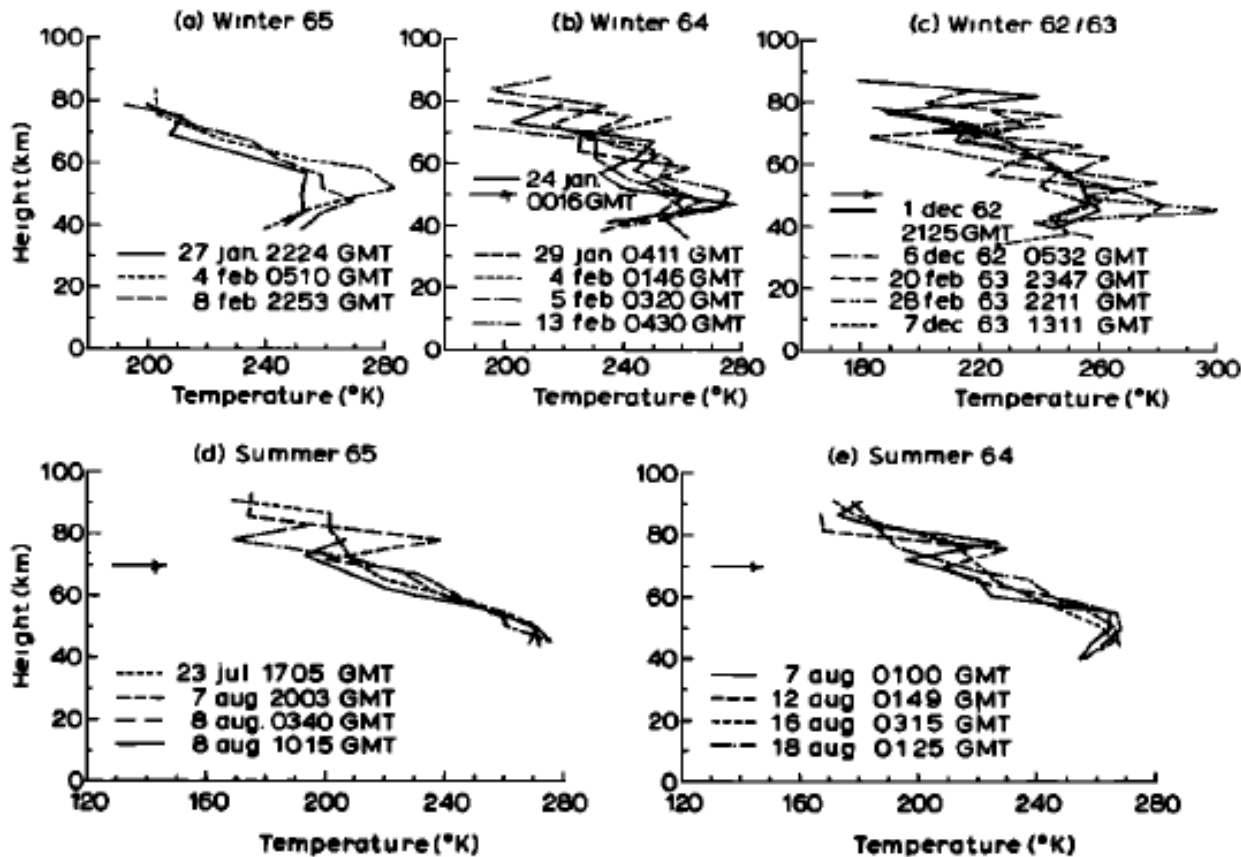 (a) Winter 65
(b) Winter 64
(c) Winter 62/63
Height (km)
100
80
60
40
20
0
27 jan. 2224 GMT
4 feb 0510 GMT
8 feb 2253 GMT
200
240
280
Temperature (°K)
100
80
60
40
20
0
24 jan.
0016 GMT
29 jan 0411 GMT
4 feb 0146 GMT
5 feb 0320 GMT
13 feb 0430 GMT
200
240
280
Temperature (°K)
100
80
60
40
20
0
1 dec 62
2125 GMT
6 dec 62 0532 GMT
20 feb 63 2347 GMT
28 feb 63 2211 GMT
7 dec 63 1311 GMT
180
220
260
300
Temperature (°K)
(d) Summer 65
(e) Summer 64
Height (km)
100
80
60
40
20
0
23 jul 1705 GMT
7 aug 2003 GMT
8 aug. 0340 GMT
8 aug 1015 GMT
120
160
200
240
280
Temperature (°K)
100
80
60
40
20
0
7 aug 0100 GMT
12 aug 0149 GMT
16 aug 0315 GMT
18 aug 0125 GMT
120
160
200
240
280
Temperature (°K)